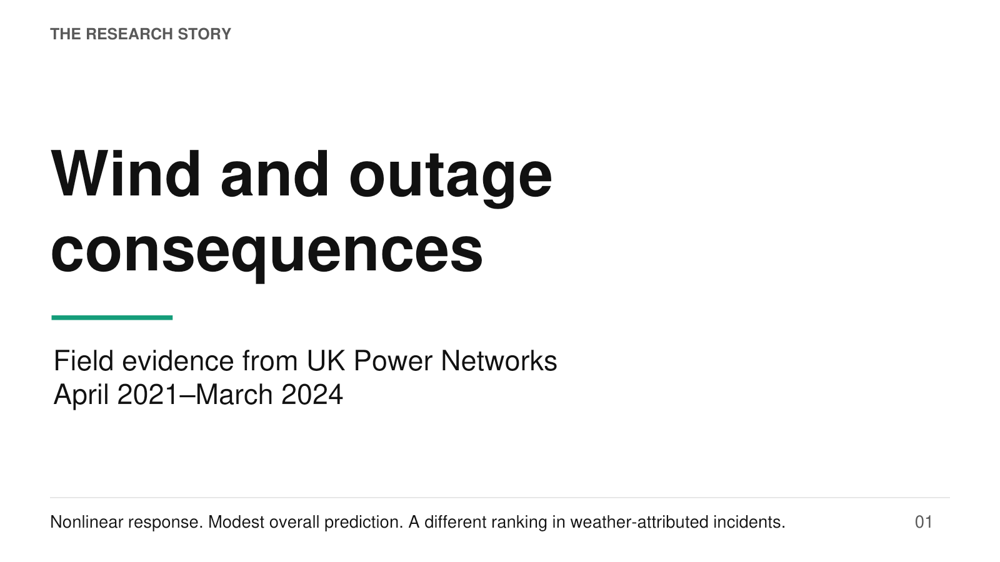 THE RESEARCH STORY
Wind and outage
consequences
Field evidence from UK Power Networks
April 2021–March 2024
Nonlinear response. Modest overall prediction. A different ranking in weather-attributed incidents.
01